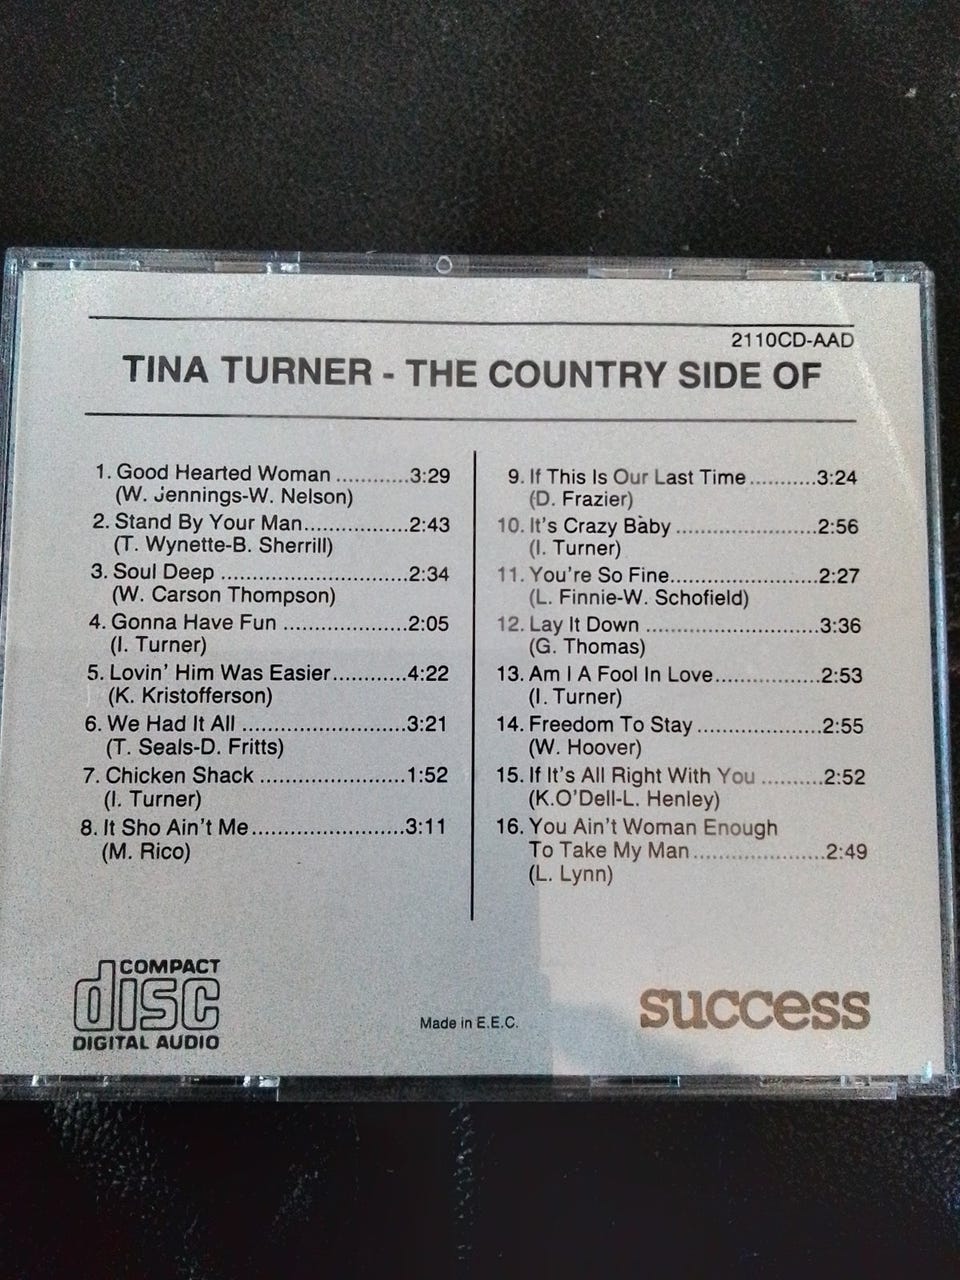 2110CD-AAD
TINA TURNER - THE COUNTRY SIDE OF
1. Good Hearted Woman ............3:29
(W. Jennings-W. Nelson)
2. Stand By Your Man................2:43
(T. Wynette-B. Sherrill)
3. Soul Deep ............................2:34
(W. Carson Thompson)
4. Gonna Have Fun ...................2:05
(I. Turner)
5. Lovin' Him Was Easier............4:22
(K. Kristofferson)
6. We Had It All .........................3:21
(T. Seals-D. Fritts)
7. Chicken Shack ......................1:52
(I. Turner)
8. It Sho Ain't Me........................3:11
(M. Rico)
9. If This Is Our Last Time...........3:24
(D. Frazier)
10. It's Crazy Baby .....................2:56
(I. Turner)
11. You're So Fine.......................2:27
(L. Finnie-W. Schofield)
12. Lay It Down ...........................3:36
(G. Thomas)
13. Am I A Fool In Love................2:53
(I. Turner)
14. Freedom To Stay ...................2:55
(W. Hoover)
15. If It's All Right With You ..........2:52
(K.O'Dell-L. Henley)
16. You Ain't Woman Enough
To Take My Man.....................2:49
(L. Lynn)
COMPACT
disc
DIGITAL AUDIO
Made in E.E.C.
success